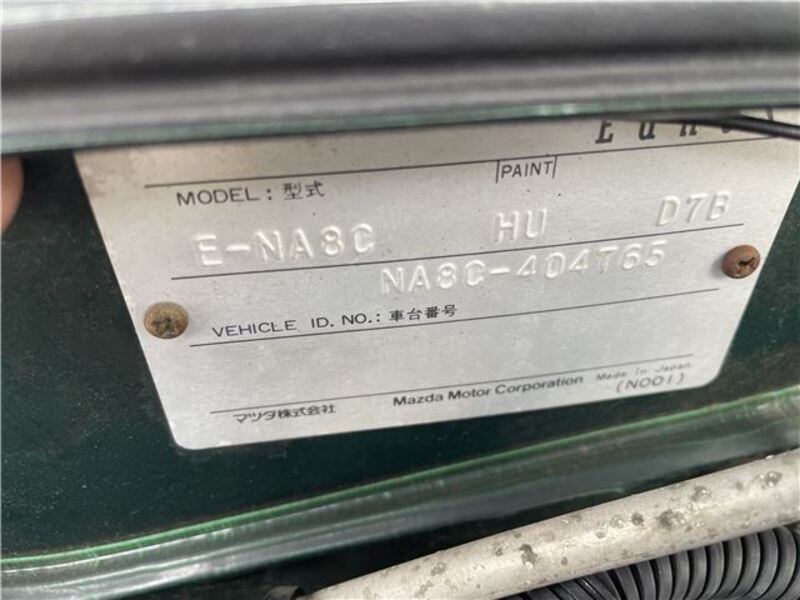 PAINT
MODEL : 型式
E-NA8C HU D7B
NA8C-404765
VEHICLE ID. NO. : 車台番号
マツダ株式会社 Mazda Motor Corporation Made in Japan
(N001)